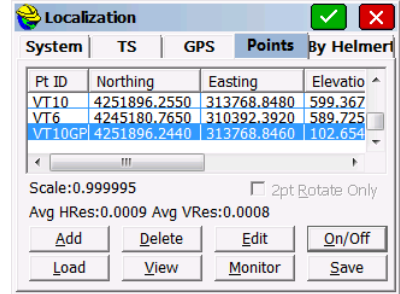 Localization
System TS GPS Points By Helmert
Pt ID Northing Easting Elevatio
VT10 4251896.2550 313768.8480 599.367
VT6 4245180.7650 310392.3920 589.725
VT10GP 4251896.2440 313768.8460 102.654
Scale:0.999995 2pt Rotate Only
Avg HRes:0.0009 Avg VRes:0.0008
Add Delete Edit On/Off
Load View Monitor Save